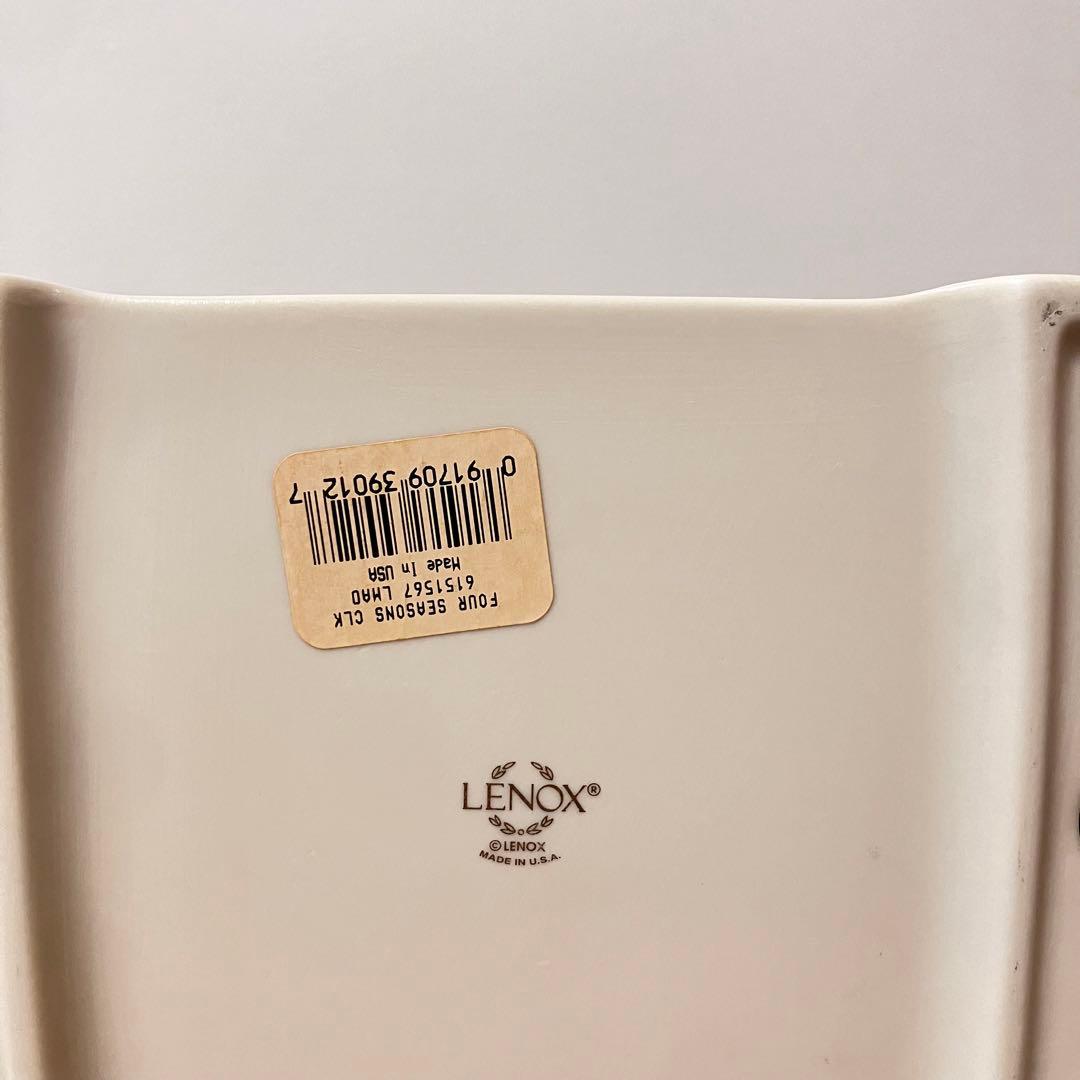 FOUR SEASONS CLK
6151567 LMAO
Made In USA
0 91709 39012 7
LENOX®
© LENOX
MADE IN U.S.A.